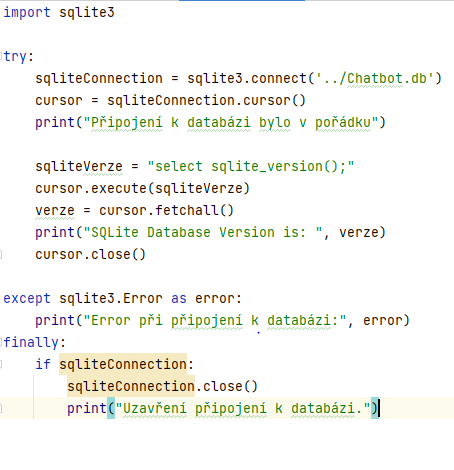 import sqlite3
try:
sqliteConnection = sqlite3.connect('../Chatbot.db')
cursor = sqliteConnection.cursor()
print("Připojení k databázi bylo v pořádku")
sqliteVerze = "select sqlite_version();"
cursor.execute(sqliteVerze)
verze = cursor.fetchall()
print("SQLite Database Version is: ", verze)
cursor.close()
except sqlite3.Error as error:
print("Error při připojení k databázi:", error)
finally:
if sqliteConnection:
sqliteConnection.close()
print("Uzavření připojení k databázi.")